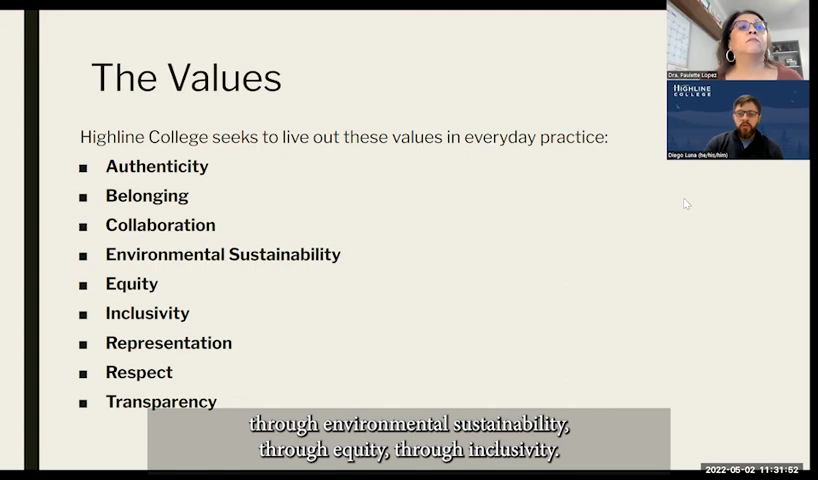 The Values
Highline College seeks to live out these values in everyday practice:
Authenticity
Belonging
Collaboration
Environmental Sustainability
Equity
Inclusivity
Representation
Respect
Transparency
through environmental sustainability,
through equity, through inclusivity.
Dra. Paulette Lopez
HIGHLINE
COLLEGE
Diego Luna (he/his/him)
2022-05-02 11:31:52